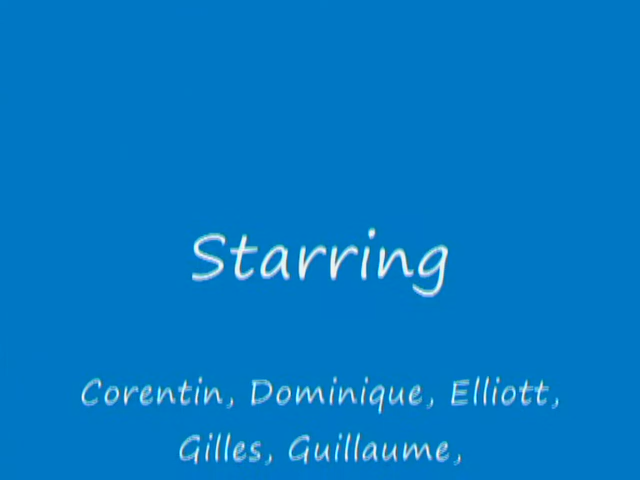 Starring
Corentin, Dominique, Elliott,
Gilles, Guillaume,